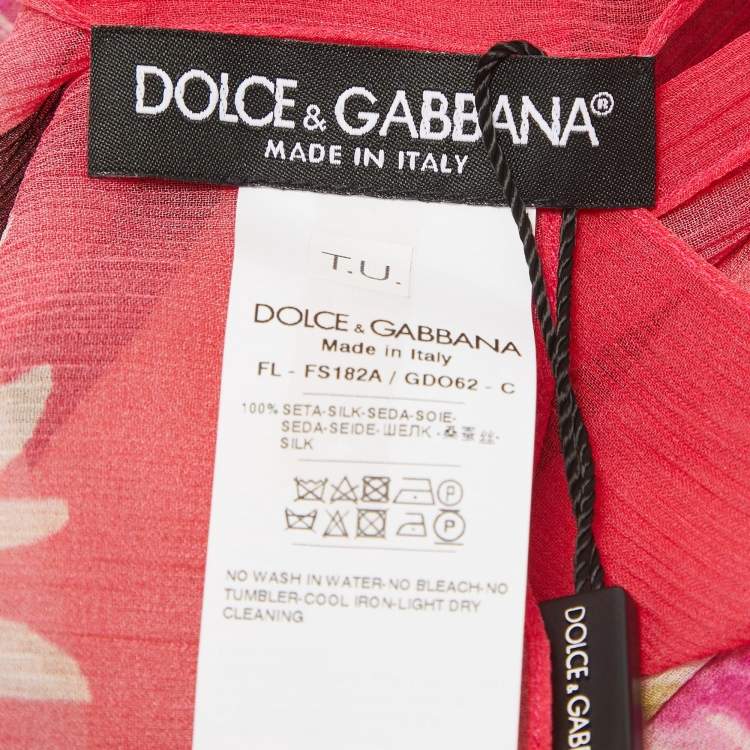 DOLCE & GABBANA®
MADE IN ITALY
T.U.
DOLCE & GABBANA
Made in Italy
FL - FS182A / GDO62 - C
100% SETA-SILK-SEDA-SOIE-
SEDA-SEIDE-ШЕЛК - 桑蚕丝-
SILK
P
P
NO WASH IN WATER-NO BLEACH-NO
TUMBLER-COOL IRON-LIGHT DRY
CLEANING
DOLCE & GABB